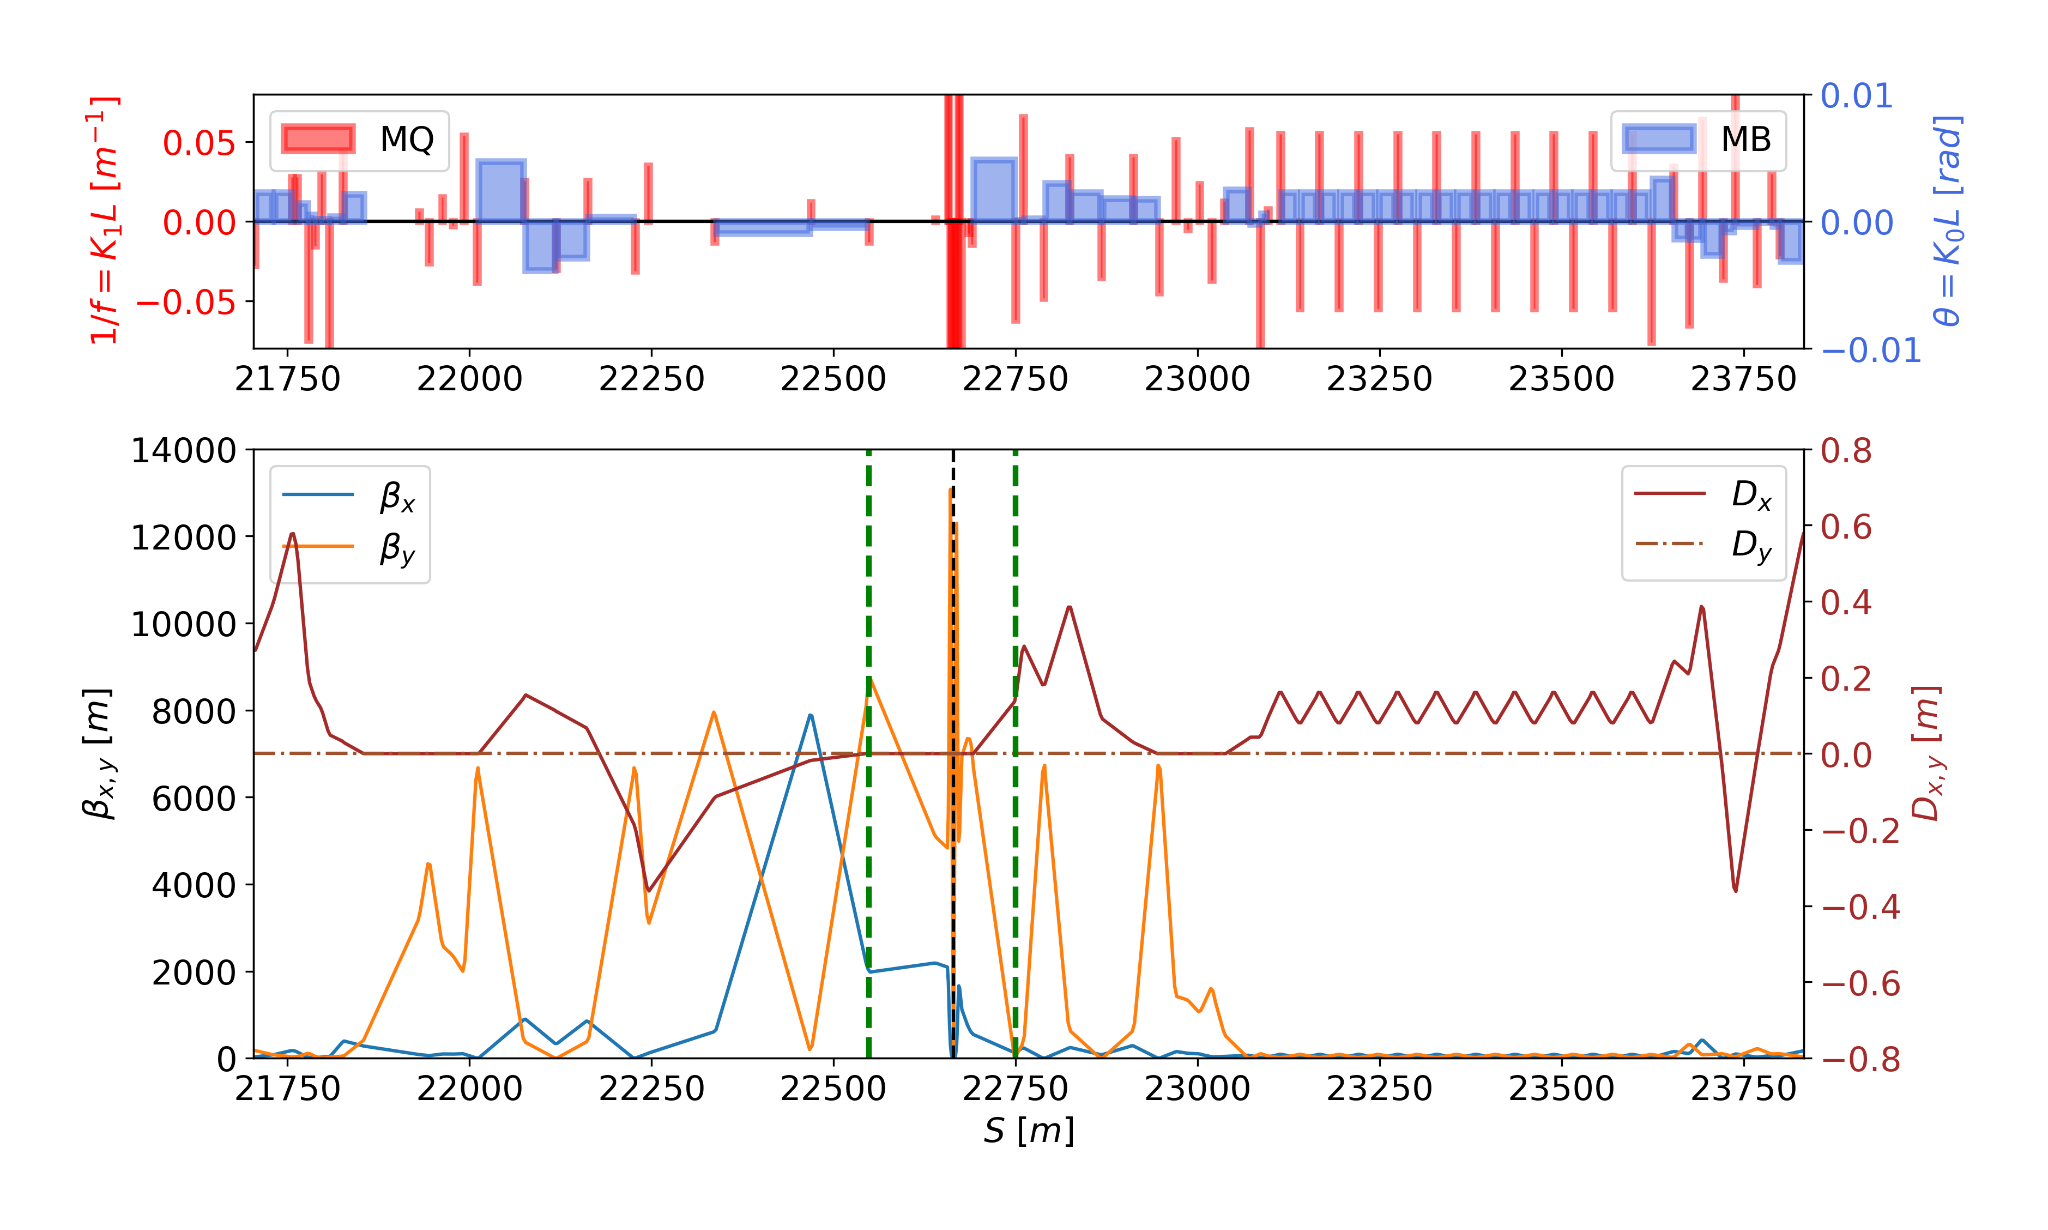 1/f = K₁L [m⁻¹]
0.05
0.00
−0.05
MQ
MB
0.01
0.00
−0.01
θ = K₀L [rad]
21750 22000 22250 22500 22750 23000 23250 23500 23750
βx,y [m]
14000
12000
10000
8000
6000
4000
2000
0
βx
βy
Dx
Dy
0.8
0.6
0.4
0.2
0.0
−0.2
−0.4
−0.6
−0.8
Dx,y [m]
21750 22000 22250 22500 22750 23000 23250 23500 23750
S [m]